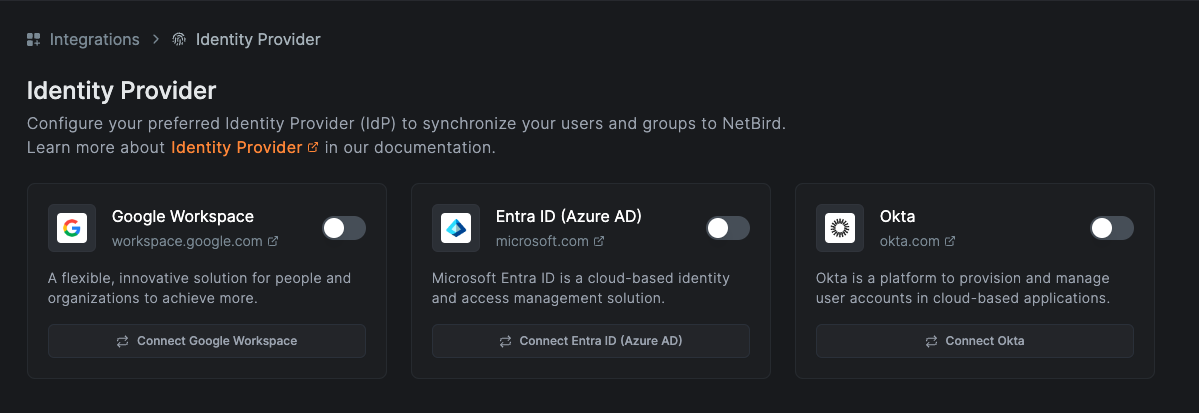 Integrations > Identity Provider
Identity Provider
Configure your preferred Identity Provider (IdP) to synchronize your users and groups to NetBird.
Learn more about Identity Provider in our documentation.
Google Workspace
workspace.google.com
A flexible, innovative solution for people and
organizations to achieve more.
Connect Google Workspace
Entra ID (Azure AD)
microsoft.com
Microsoft Entra ID is a cloud-based identity
and access management solution.
Connect Entra ID (Azure AD)
Okta
okta.com
Okta is a platform to provision and manage
user accounts in cloud-based applications.
Connect Okta